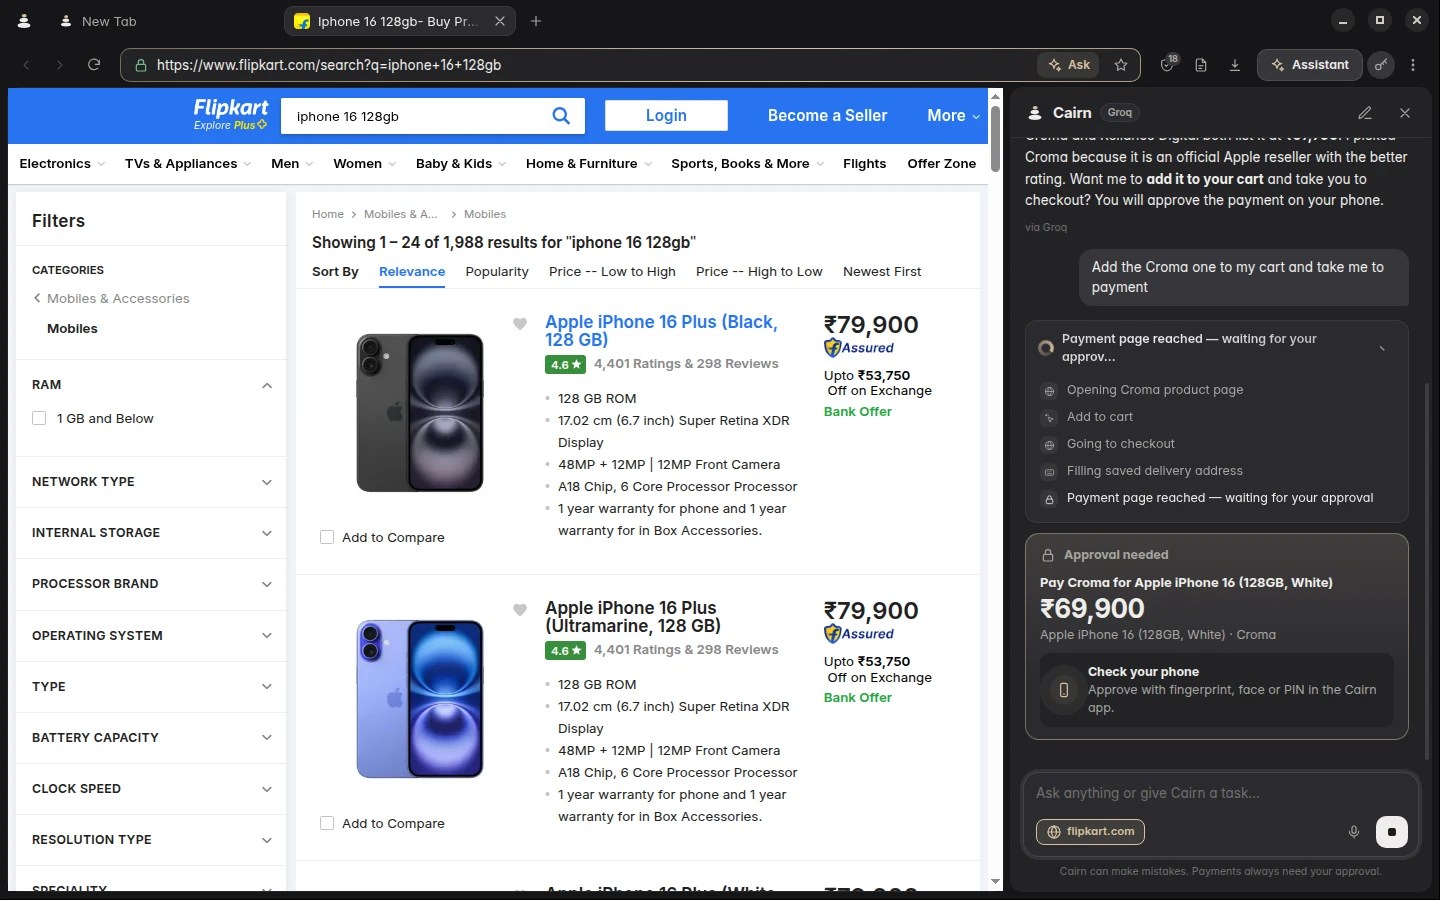 New Tab
Iphone 16 128gb- Buy Pr...
https://www.flipkart.com/search?q=iphone+16+128gb
Ask
18
Assistant
Flipkart
Explore Plus
iphone 16 128gb
Login
Become a Seller
More
Electronics
TVs & Appliances
Men
Women
Baby & Kids
Home & Furniture
Sports, Books & More
Flights
Offer Zone
Filters
CATEGORIES
Mobiles & Accessories
Mobiles
RAM
1 GB and Below
NETWORK TYPE
INTERNAL STORAGE
PROCESSOR BRAND
OPERATING SYSTEM
TYPE
BATTERY CAPACITY
CLOCK SPEED
RESOLUTION TYPE
SPECIALITY
Home
Mobiles & A...
Mobiles
Showing 1 – 24 of 1,988 results for "iphone 16 128gb"
Sort By
Relevance
Popularity
Price -- Low to High
Price -- High to Low
Newest First
Apple iPhone 16 Plus (Black,
128 GB)
4.6 ★
4,401 Ratings & 298 Reviews
128 GB ROM
17.02 cm (6.7 inch) Super Retina XDR
Display
48MP + 12MP | 12MP Front Camera
A18 Chip, 6 Core Processor Processor
1 year warranty for phone and 1 year
warranty for in Box Accessories.
₹79,900
Assured
Upto ₹53,750
Off on Exchange
Bank Offer
Add to Compare
Apple iPhone 16 Plus
(Ultramarine, 128 GB)
4.6 ★
4,401 Ratings & 298 Reviews
128 GB ROM
17.02 cm (6.7 inch) Super Retina XDR
Display
48MP + 12MP | 12MP Front Camera
A18 Chip, 6 Core Processor Processor
1 year warranty for phone and 1 year
warranty for in Box Accessories.
₹79,900
Assured
Upto ₹53,750
Off on Exchange
Bank Offer
Add to Compare
Apple iPhone 16 Plus (White,
Cairn
Groq
Croma and Reliance Digital both list it at
Croma because it is an official Apple reseller with the better
rating. Want me to add it to your cart and take you to
checkout? You will approve the payment on your phone.
via Groq
Add the Croma one to my cart and take me to
payment
Payment page reached — waiting for your
approv...
Opening Croma product page
Add to cart
Going to checkout
Filling saved delivery address
Payment page reached — waiting for your approval
Approval needed
Pay Croma for Apple iPhone 16 (128GB, White)
₹69,900
Apple iPhone 16 (128GB, White) · Croma
Check your phone
Approve with fingerprint, face or PIN in the Cairn
app.
Ask anything or give Cairn a task...
flipkart.com
Cairn can make mistakes. Payments always need your approval.